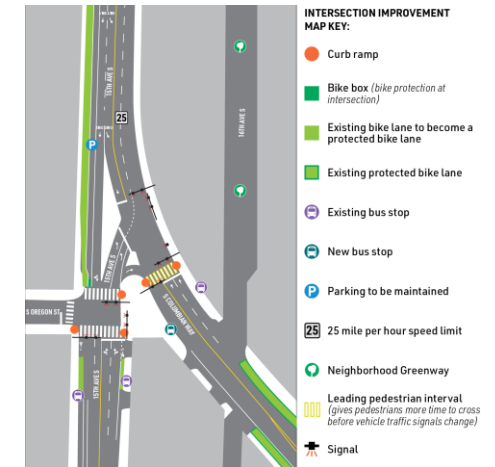 INTERSECTION IMPROVEMENT
MAP KEY:
Curb ramp
Bike box (bike protection at
intersection)
Existing bike lane to become a
protected bike lane
Existing protected bike lane
Existing bus stop
New bus stop
P
Parking to be maintained
25
25 mile per hour speed limit
Neighborhood Greenway
Leading pedestrian interval
(gives pedestrians more time to cross
before vehicle traffic signals change)
Signal
15TH AVE S
14TH AVE S
25
P
15TH AVE S
S COLUMBIAN WAY
S OREGON ST
15TH AVE S